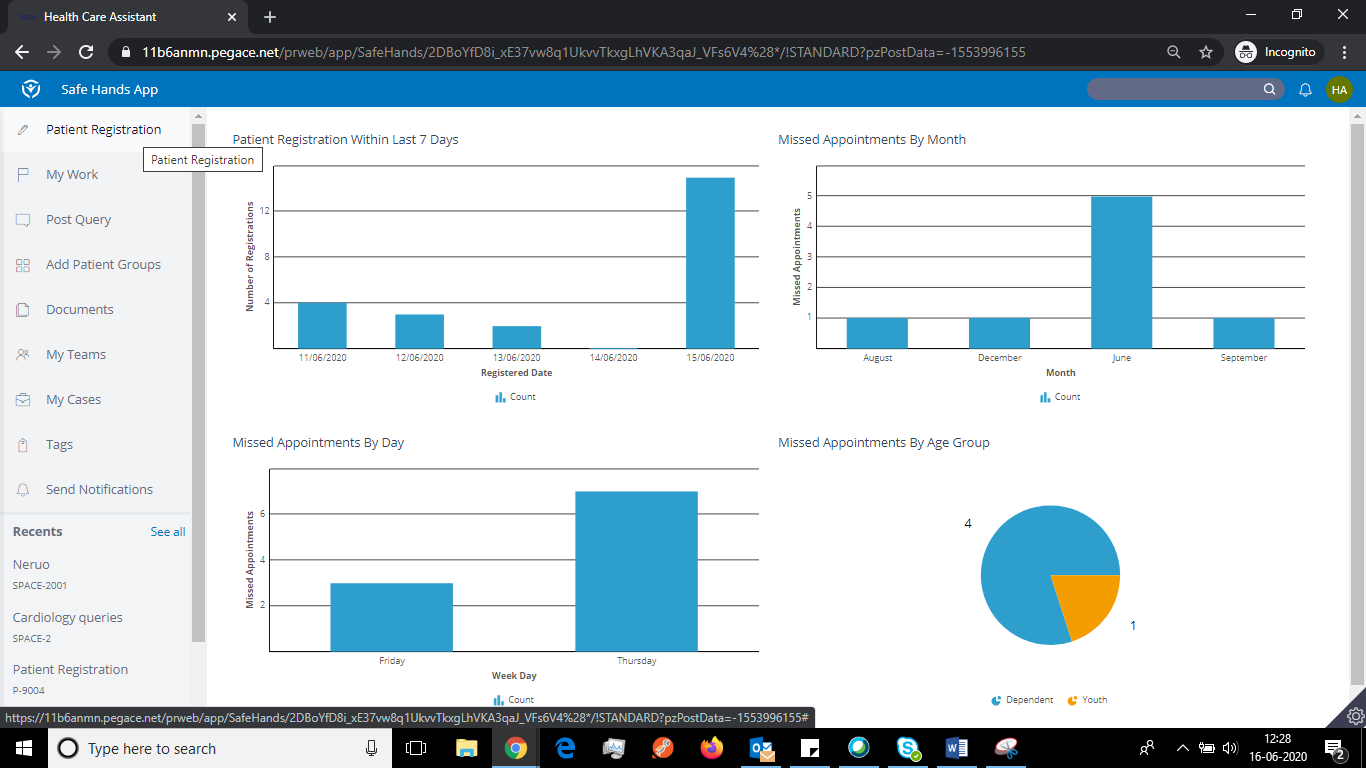 Health Care Assistant
11b6anmn.pegace.net/prweb/app/SafeHands/2DBoYfD8i_xE37vw8q1UkvvTkxgLhVKA3qaJ_VFs6V4%28*/!STANDARD?pzPostData=-1553996155
Incognito
Safe Hands App
HA
Patient Registration
Patient Registration
My Work
Post Query
Add Patient Groups
Documents
My Teams
My Cases
Tags
Send Notifications
Recents See all
Neruo
SPACE-2001
Cardiology queries
SPACE-2
Patient Registration
P-9004
Patient Registration Within Last 7 Days
Number of Registrations
12
8
4
11/06/2020 12/06/2020 13/06/2020 14/06/2020 15/06/2020
Registered Date
Count
Missed Appointments By Month
Missed Appointments
5
4
3
2
1
August December June September
Month
Count
Missed Appointments By Day
Missed Appointments
6
4
2
Friday Thursday
Week Day
Count
Missed Appointments By Age Group
4
1
Dependent Youth
https://11b6anmn.pegace.net/prweb/app/SafeHands/2DBoYfD8i_xE37vw8q1UkvvTkxgLhVKA3qaJ_VFs6V4%28*/!STANDARD?pzPostData=-1553996155#
Type here to search
12:28
16-06-2020
2